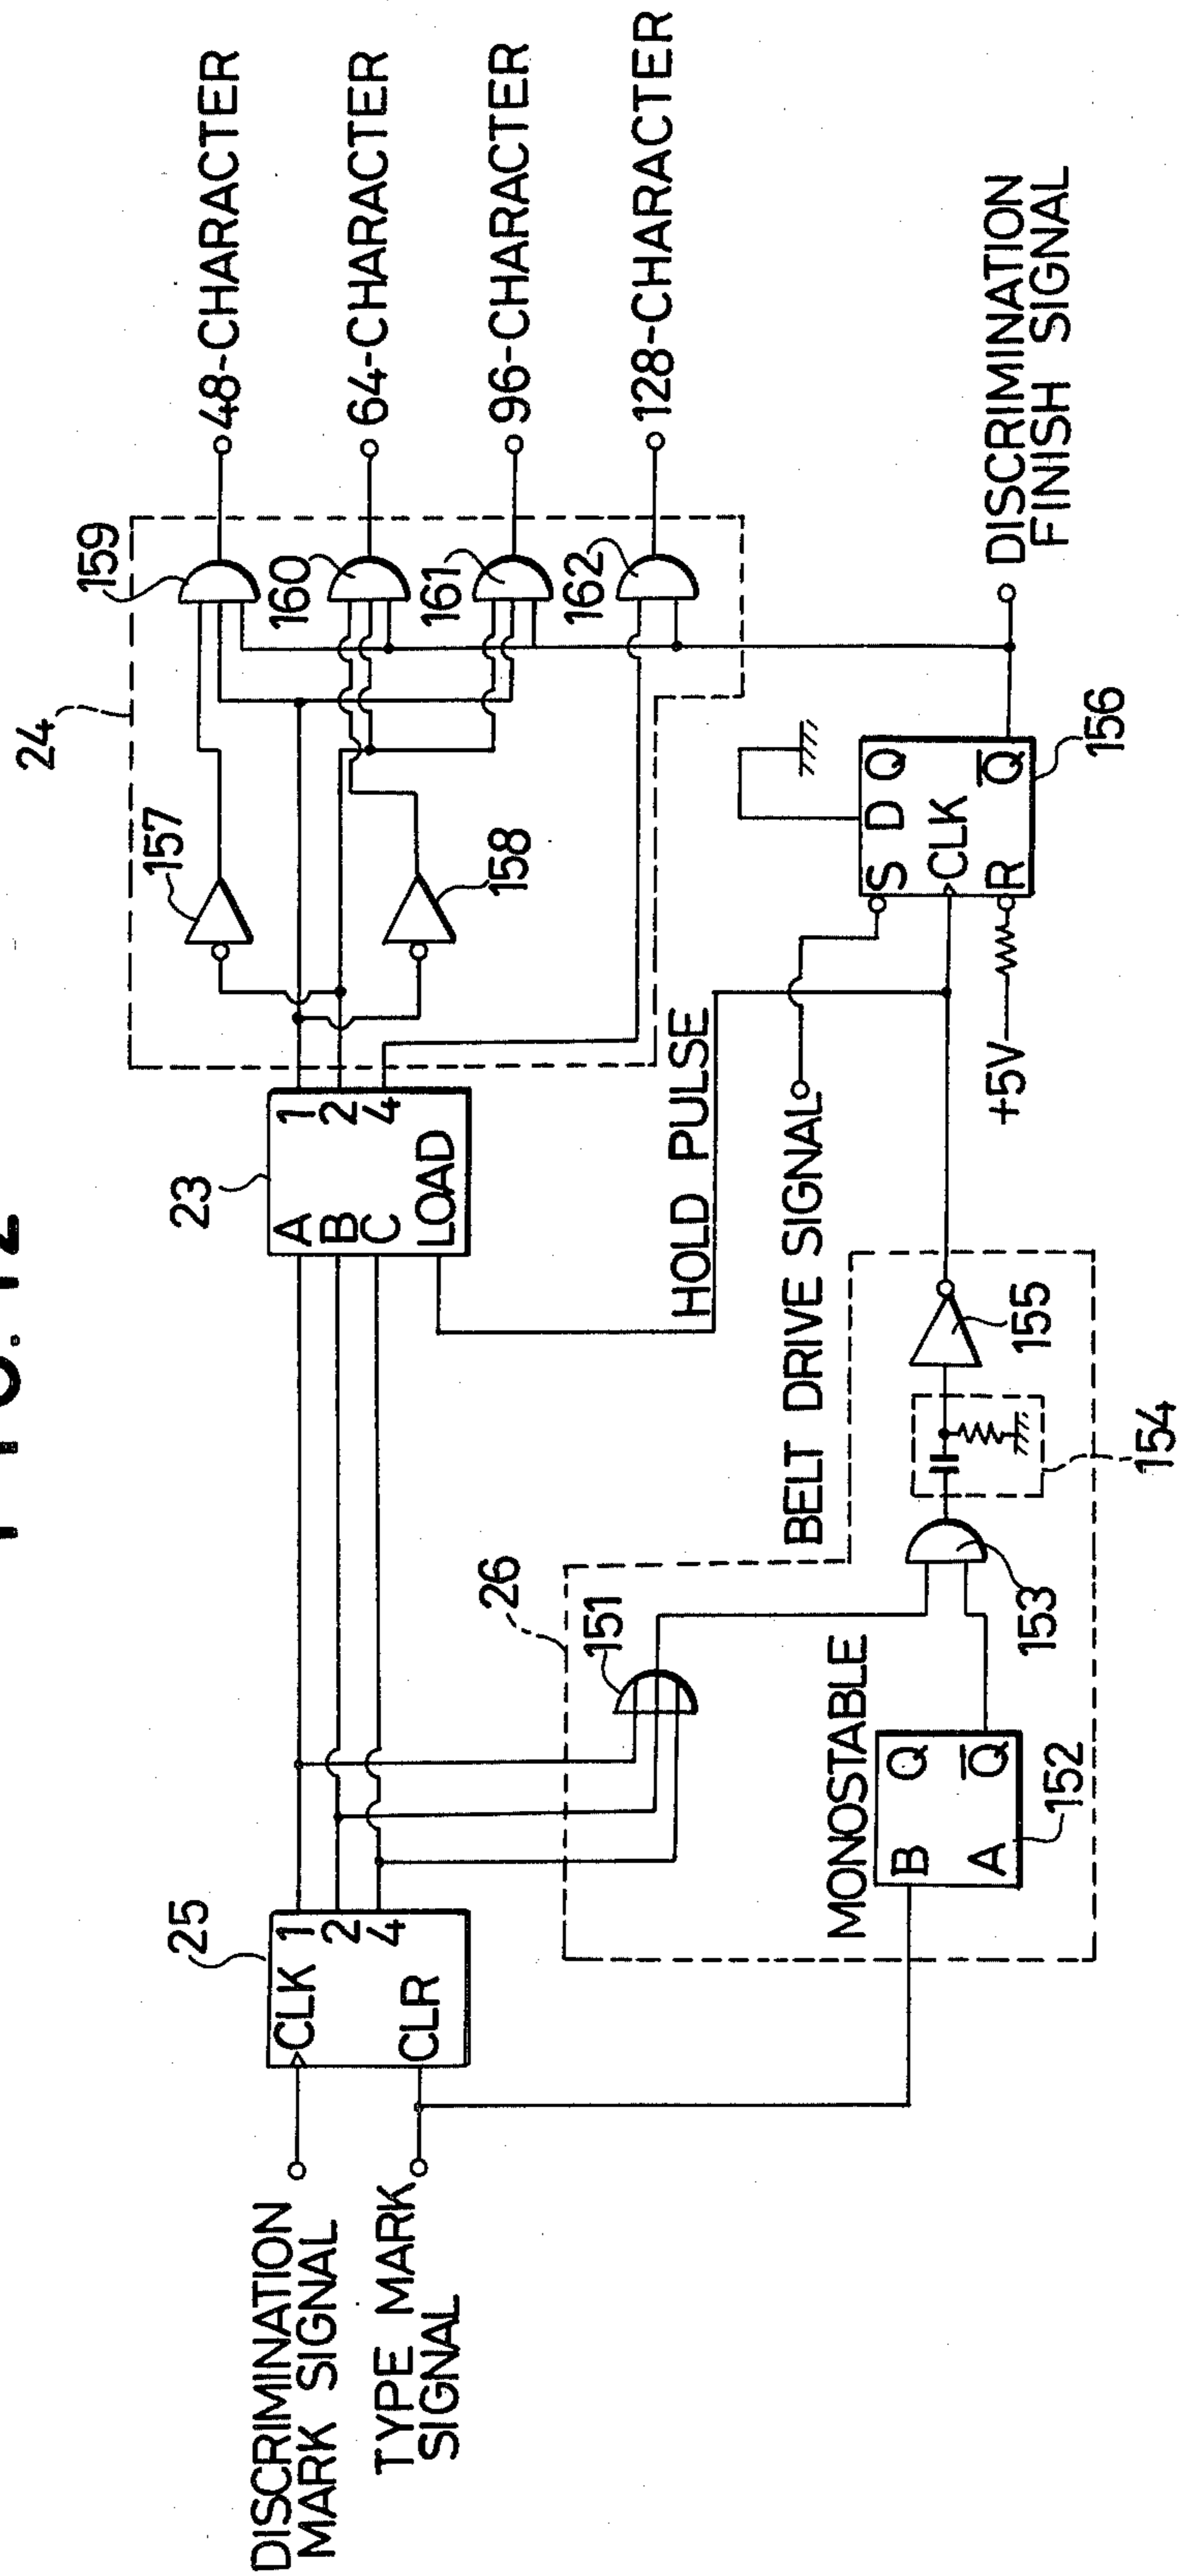 FIG. 12
DISCRIMINATION
MARK SIGNAL
TYPE MARK
SIGNAL
25
CLK
1
2
4
CLR
26
151
MONOSTABLE
B
Q
A
Q̅
152
153
154
155
23
A
B
C
LOAD
1
2
4
HOLD PULSE
BELT DRIVE SIGNAL
+5V
S
D
Q
CLK
R
Q̅
156
24
157
158
159
160
161
162
48-CHARACTER
64-CHARACTER
96-CHARACTER
128-CHARACTER
DISCRIMINATION
FINISH SIGNAL